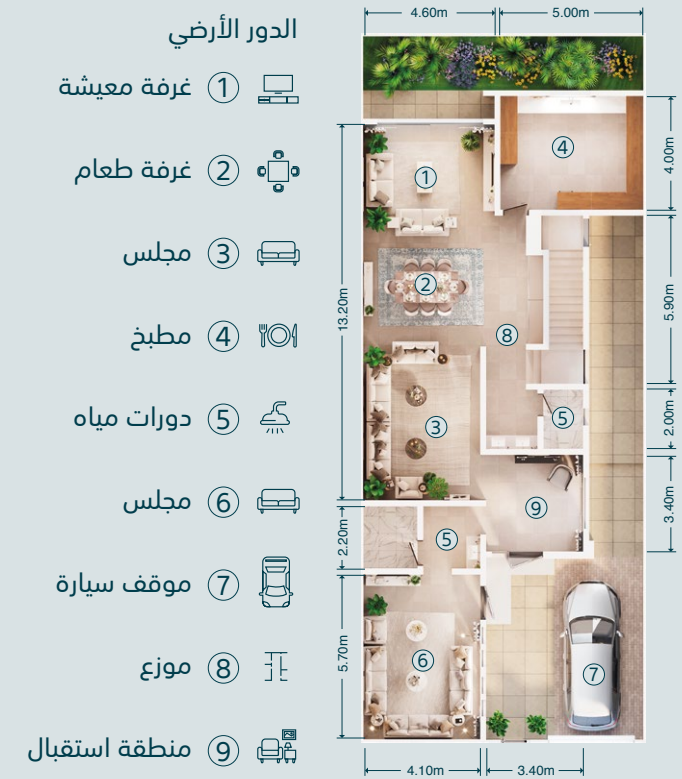 الدور الأرضي
1 غرفة معيشة
2 غرفة طعام
3 مجلس
4 مطبخ
5 دورات مياه
6 مجلس
7 موقف سيارة
8 موزع
9 منطقة استقبال
4.60m
5.00m
4.00m
13.20m
5.90m
2.00m
3.40m
2.20m
5.70m
4.10m
3.40m
1
4
2
8
3
5
9
5
6
7